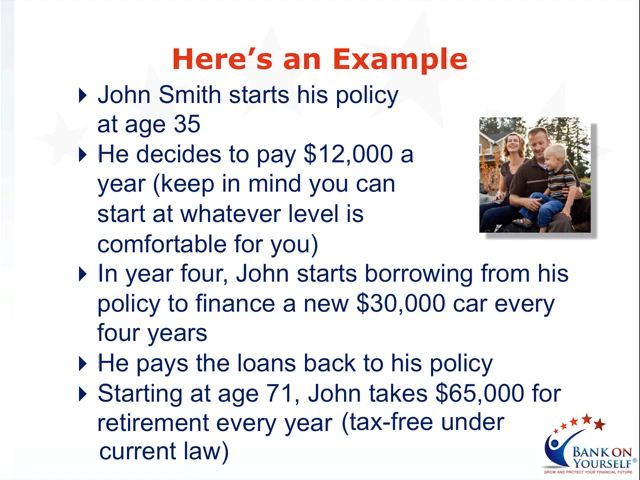 Here's an Example
John Smith starts his policy
at age 35
He decides to pay $12,000 a
year (keep in mind you can
start at whatever level is
comfortable for you)
In year four, John starts borrowing from his
policy to finance a new $30,000 car every
four years
He pays the loans back to his policy
Starting at age 71, John takes $65,000 for
retirement every year (tax-free under
current law)
BANK ON
YOURSELF®
GROW AND PROTECT YOUR FINANCIAL FUTURE